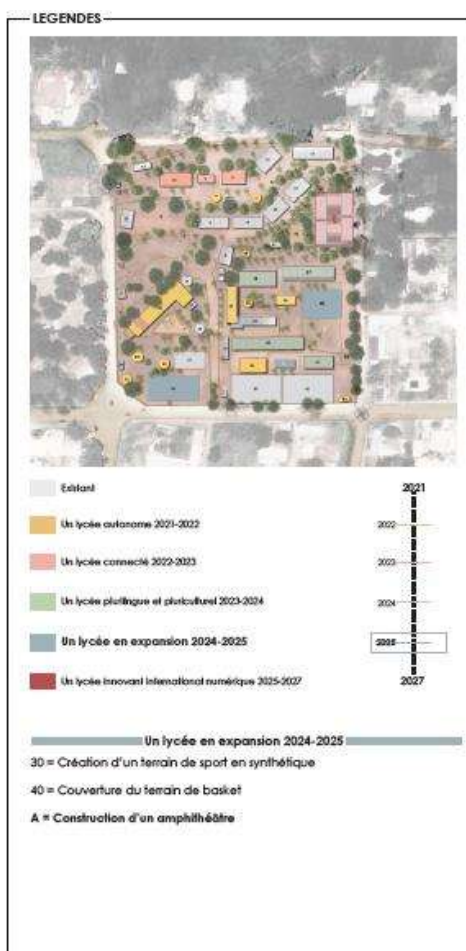 LEGENDES
Existant
Un lycée autonome 2021-2022
Un lycée connecté 2022-2023
Un lycée plurilingue et pluriculturel 2023-2024
Un lycée en expansion 2024-2025
Un lycée innovant international numérique 2025-2027
2021
2022
2023
2024
2025
2027
Un lycée en expansion 2024-2025
30 = Création d'un terrain de sport en synthétique
40 = Couverture du terrain de basket
A = Construction d'un amphithéâtre